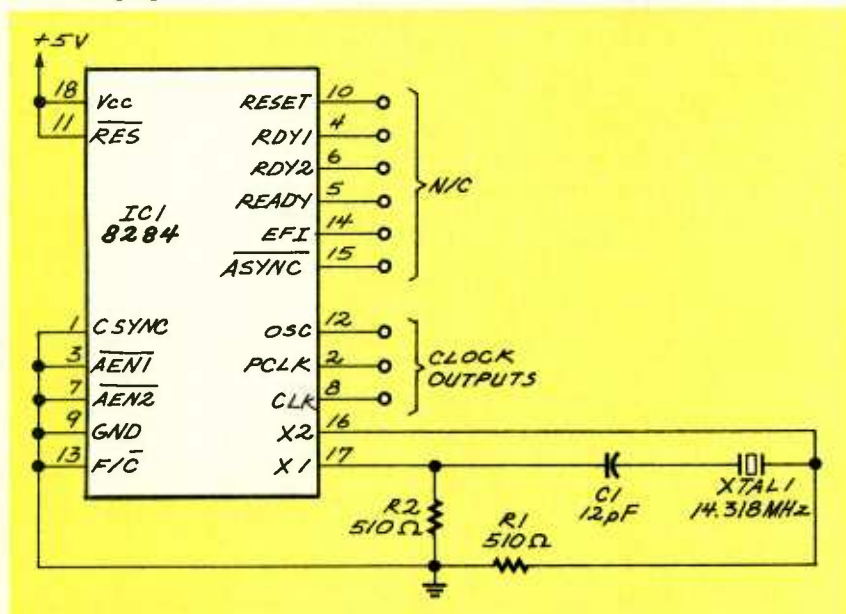 +5V
18 Vcc
11 RES
IC1
8284
1 CSYNC
3 AEN1
7 AEN2
9 GND
13 F/C
RESET 10
RDY1 4
RDY2 6
READY 5
EFI 14
ASYNC 15
N/C
OSC 12
PCLK 2
CLK 8
CLOCK
OUTPUTS
X2 16
X1 17
R2
510Ω
R1
510Ω
C1
12pF
XTAL1
14.318MHz